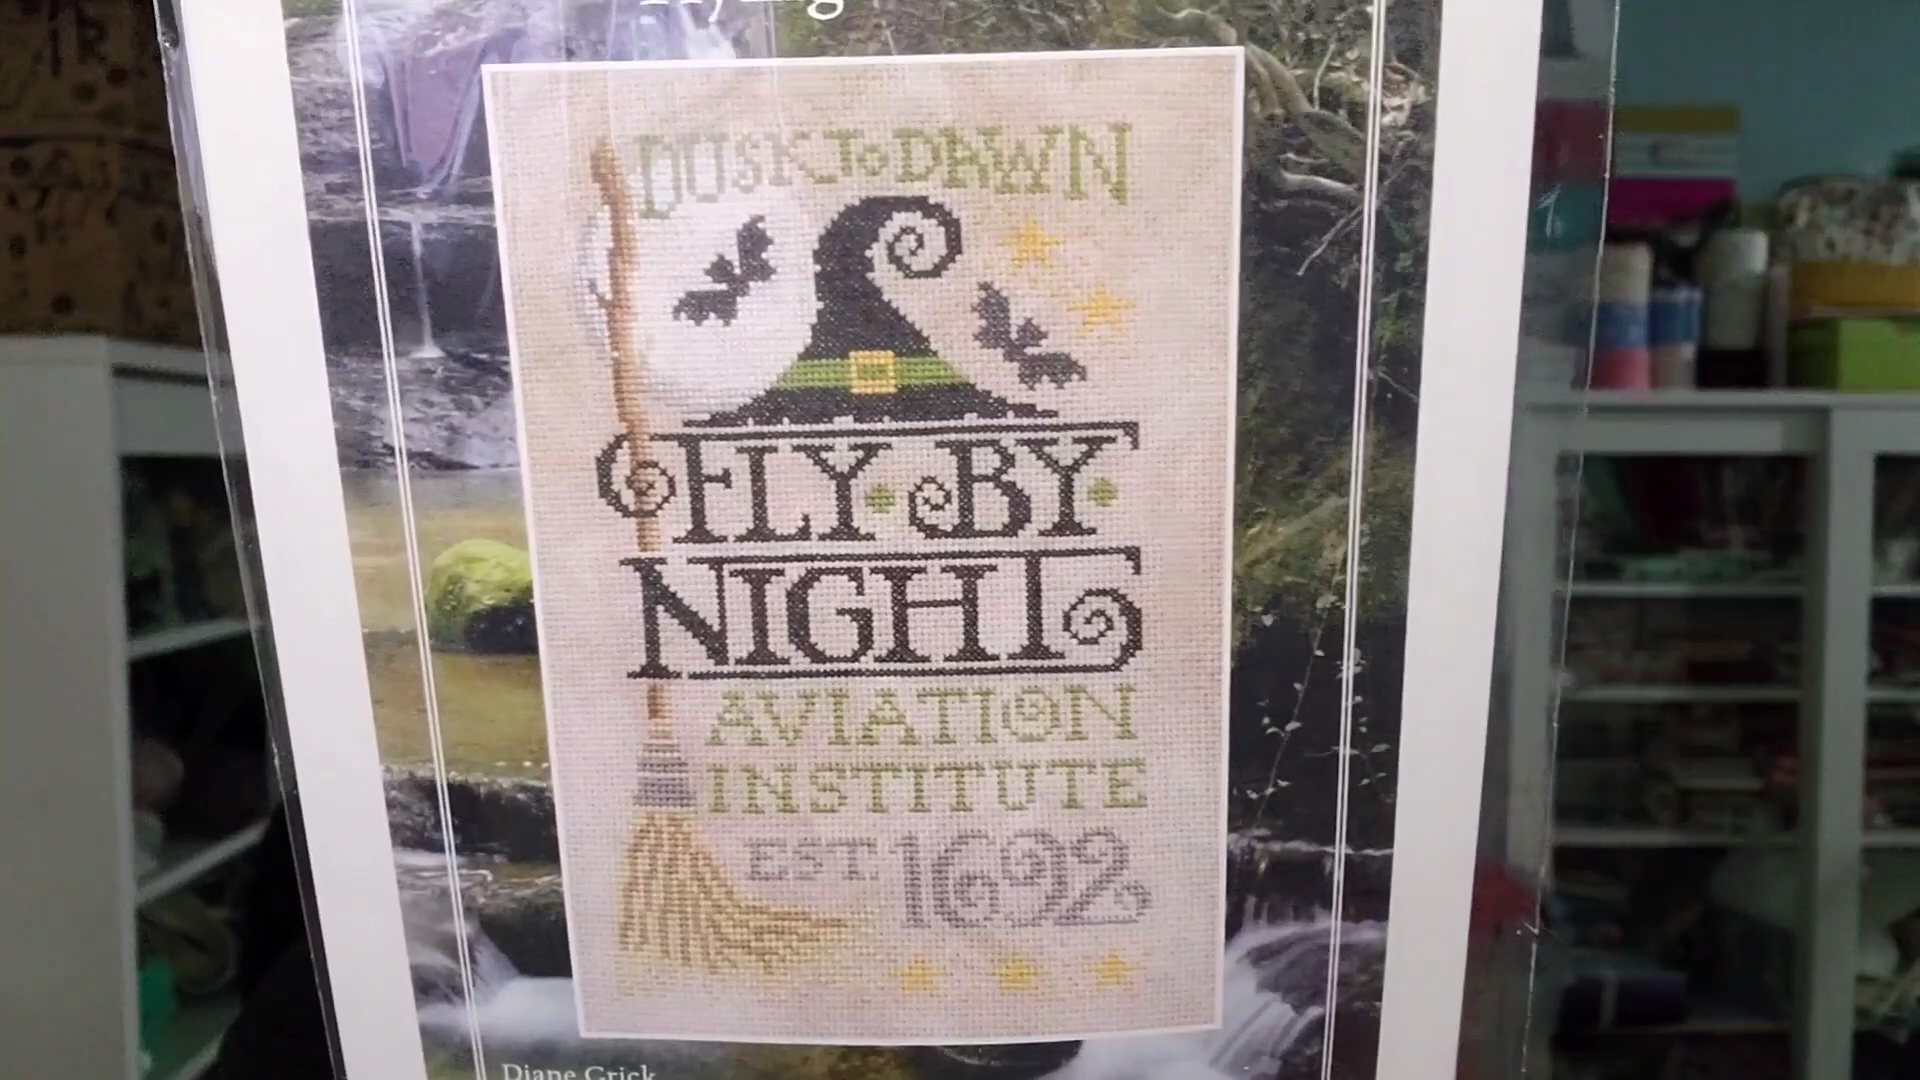 DUSK TO DAWN
FLY • BY •
NIGHT
AVIATION
INSTITUTE
EST. 1692
Diane Grick